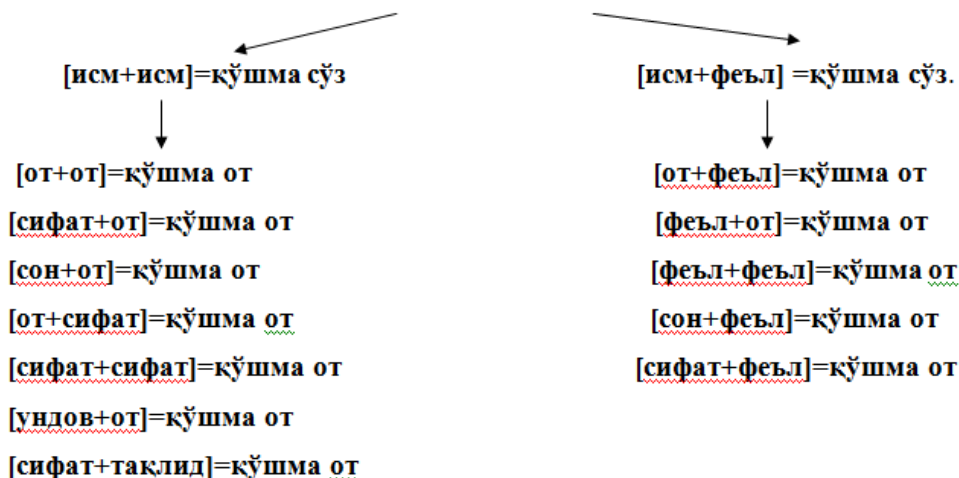 [исм+исм]=қўшма сўз
[исм+феъл] =қўшма сўз.
[от+от]=қўшма от
[сифат+от]=қўшма от
[сон+от]=қўшма от
[от+сифат]=қўшма от
[сифат+сифат]=қўшма от
[ундов+от]=қўшма от
[сифат+тақлид]=қўшма от
[от+феъл]=қўшма от
[феъл+от]=қўшма от
[феъл+феъл]=қўшма от
[сон+феъл]=қўшма от
[сифат+феъл]=қўшма от